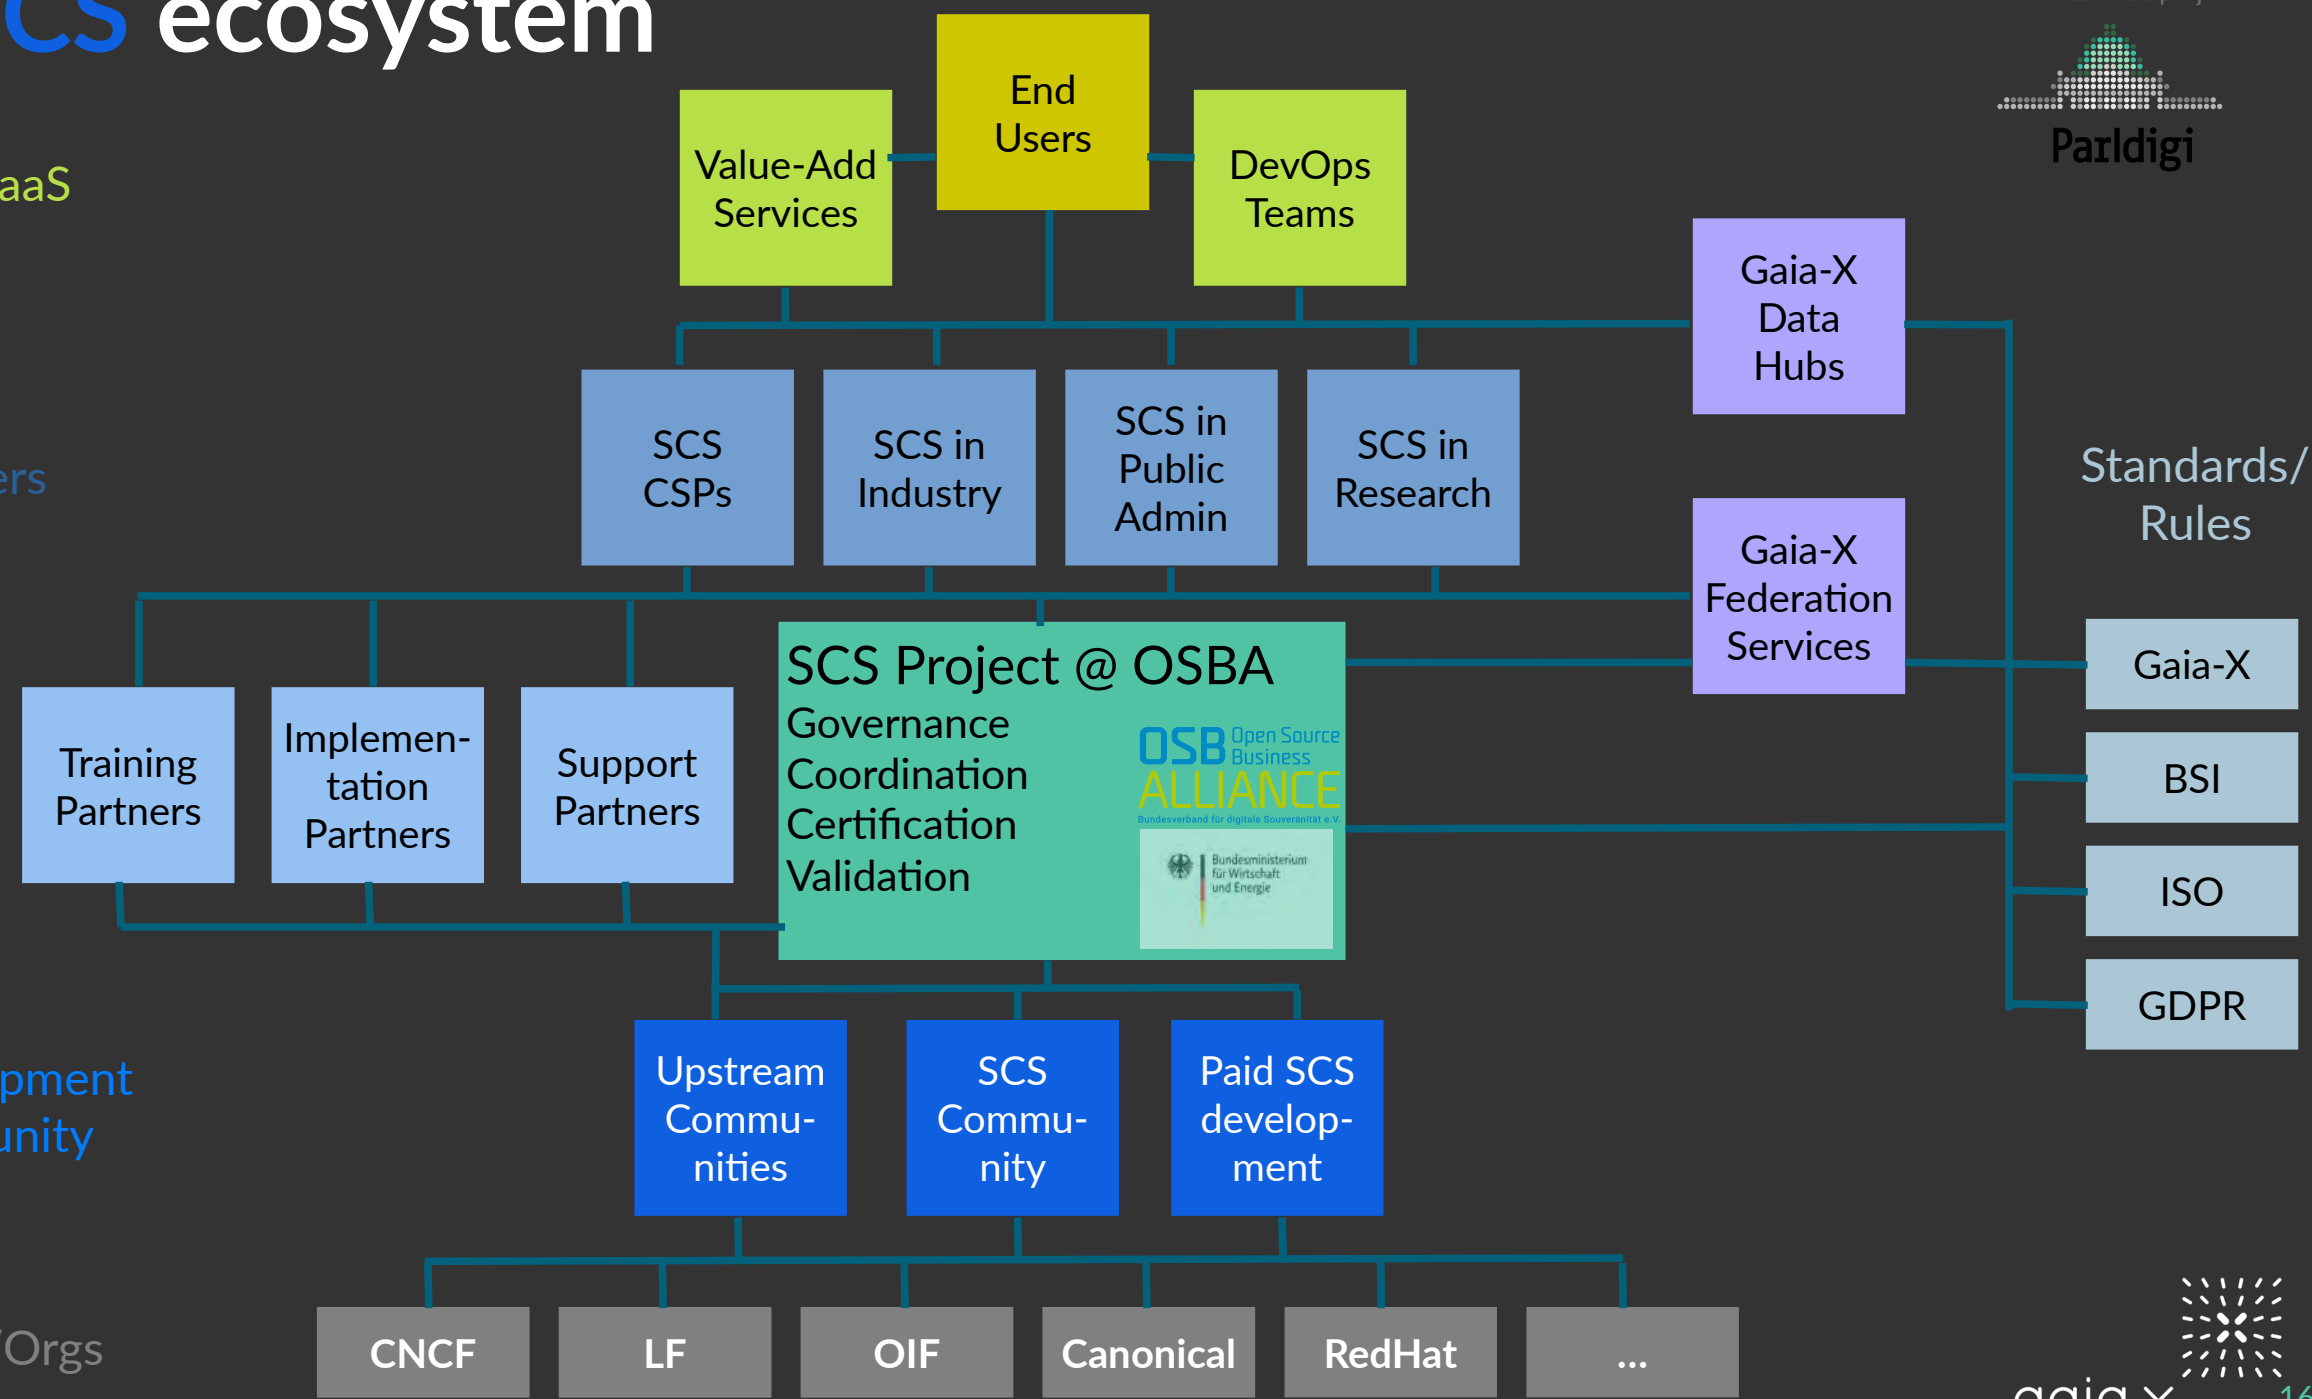 CS ecosystem
End
Users
Value-Add
Services
DevOps
Teams
Parldigi
aaS
Gaia-X
Data
Hubs
SCS
CSPs
SCS in
Industry
SCS in
Public
Admin
SCS in
Research
ers
Standards/
Rules
Gaia-X
Federation
Services
SCS Project @ OSBA
Governance
Coordination
Certification
Validation
OSB Open Source
Business
ALLIANCE
Bundesverband für digitale Souveränität e.V.
Bundesministerium
für Wirtschaft
und Energie
Training
Partners
Implemen-
tation
Partners
Support
Partners
Gaia-X
BSI
ISO
GDPR
pment
unity
Upstream
Commu-
nities
SCS
Commu-
nity
Paid SCS
develop-
ment
/Orgs
CNCF
LF
OIF
Canonical
RedHat
...
gaia-x
16